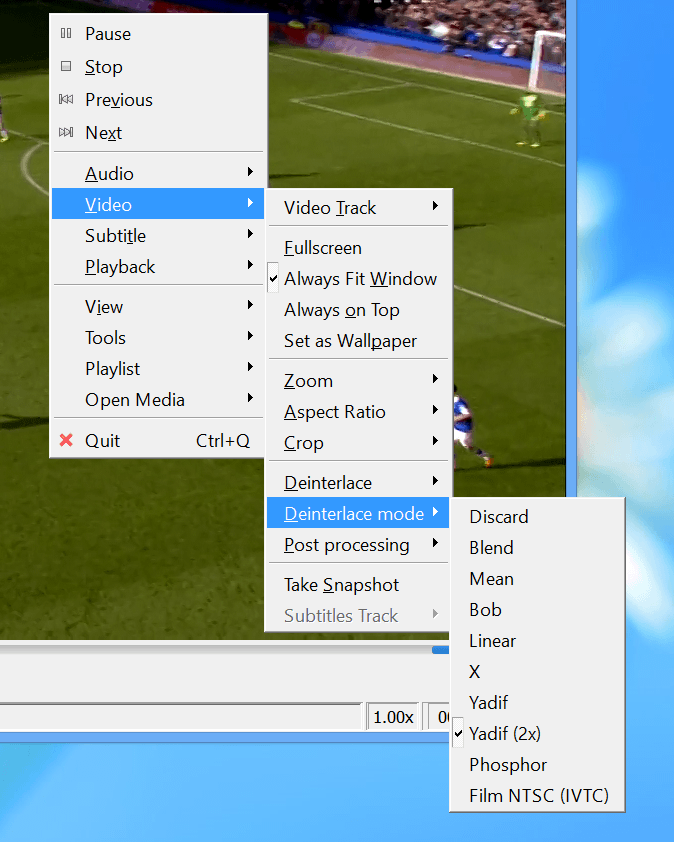 Pause
Stop
Previous
Next
Audio
Video
Subtitle
Playback
View
Tools
Playlist
Open Media
Quit Ctrl+Q
Video Track
Fullscreen
Always Fit Window
Always on Top
Set as Wallpaper
Zoom
Aspect Ratio
Crop
Deinterlace
Deinterlace mode
Post processing
Take Snapshot
Subtitles Track
Discard
Blend
Mean
Bob
Linear
X
Yadif
Yadif (2x)
Phosphor
Film NTSC (IVTC)
1.00x